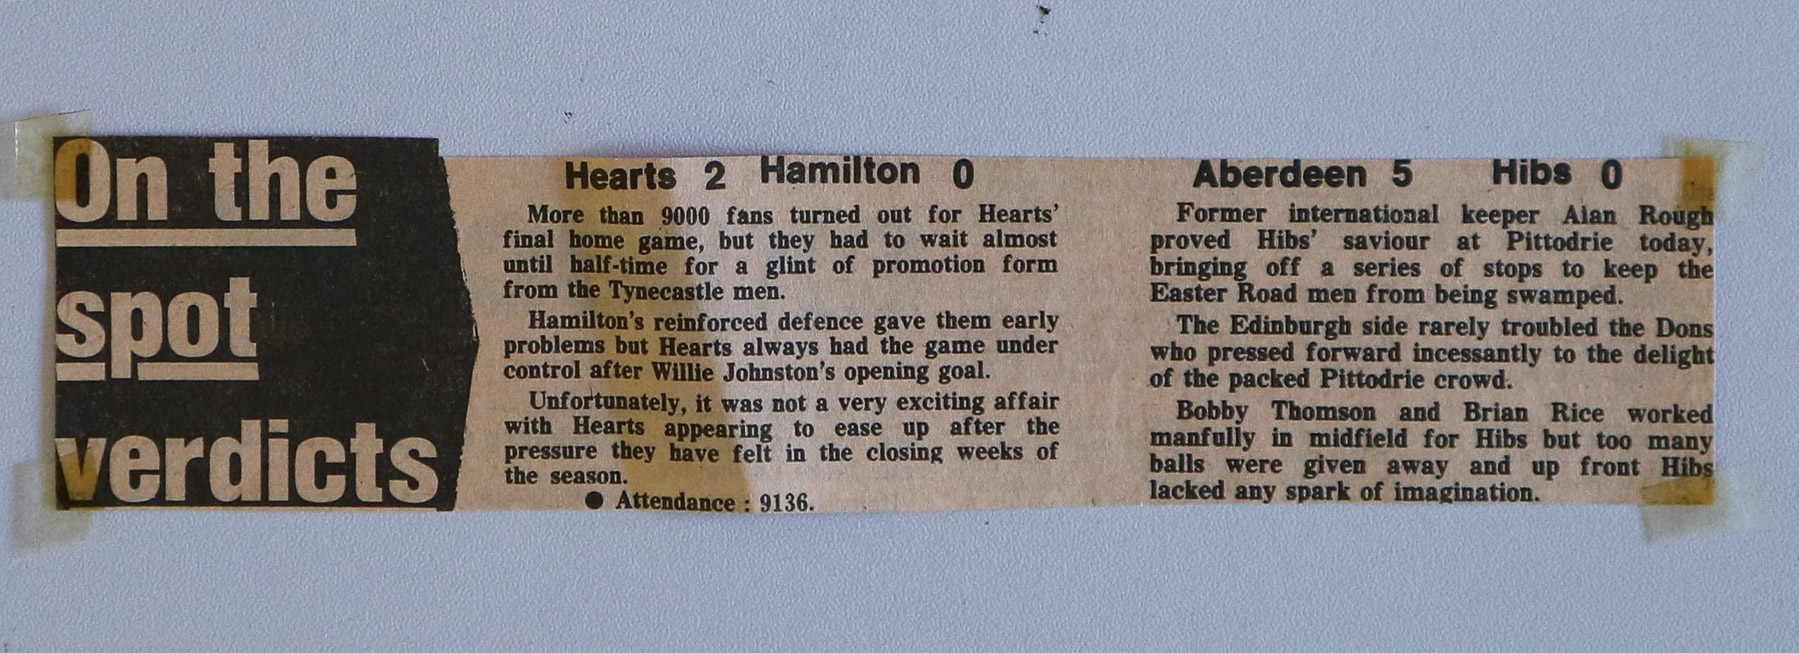 On the
spot
verdicts
Hearts 2 Hamilton 0
More than 9000 fans turned out for Hearts'
final home game, but they had to wait almost
until half-time for a glint of promotion form
from the Tynecastle men.
Hamilton's reinforced defence gave them early
problems but Hearts always had the game under
control after Willie Johnston's opening goal.
Unfortunately, it was not a very exciting affair
with Hearts appearing to ease up after the
pressure they have felt in the closing weeks of
the season.
● Attendance : 9136.
Aberdeen 5 Hibs 0
Former international keeper Alan Rough
proved Hibs' saviour at Pittodrie today,
bringing off a series of stops to keep the
Easter Road men from being swamped.
The Edinburgh side rarely troubled the Dons
who pressed forward incessantly to the delight
of the packed Pittodrie crowd.
Bobby Thomson and Brian Rice worked
manfully in midfield for Hibs but too many
balls were given away and up front Hibs
lacked any spark of imagination.